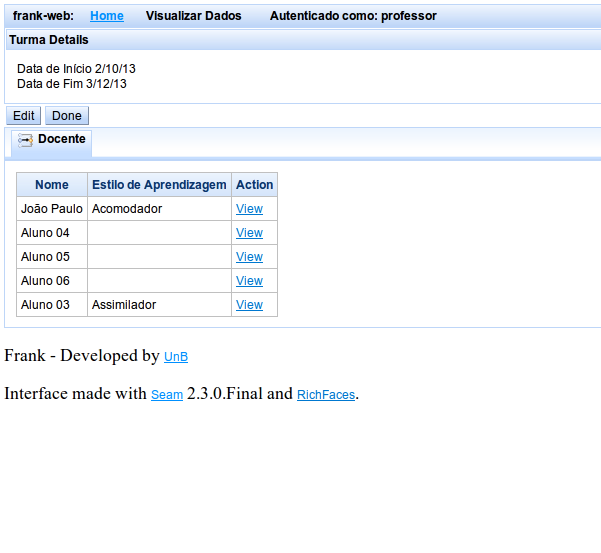 frank-web: Home Visualizar Dados Autenticado como: professor
Turma Details
Data de Início 2/10/13
Data de Fim 3/12/13
Edit Done
Docente
Nome Estilo de Aprendizagem Action
João Paulo Acomodador View
Aluno 04 View
Aluno 05 View
Aluno 06 View
Aluno 03 Assimilador View
Frank - Developed by UnB
Interface made with Seam 2.3.0.Final and RichFaces.